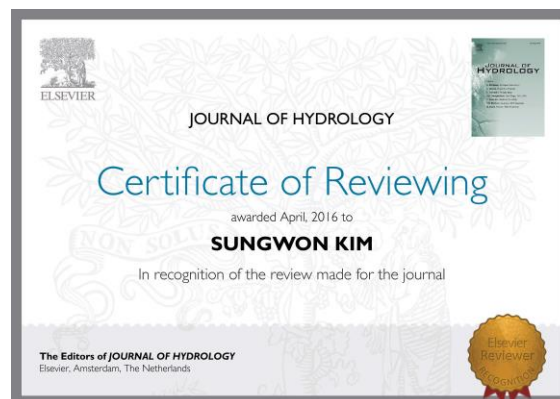 ELSEVIER
JOURNAL OF
HYDROLOGY
JOURNAL OF HYDROLOGY
Certificate of Reviewing
awarded April, 2016 to
SUNGWON KIM
In recognition of the review made for the journal
NON SOLUS
The Editors of JOURNAL OF HYDROLOGY
Elsevier, Amsterdam, The Netherlands
Elsevier
Reviewer
RECOGNITION